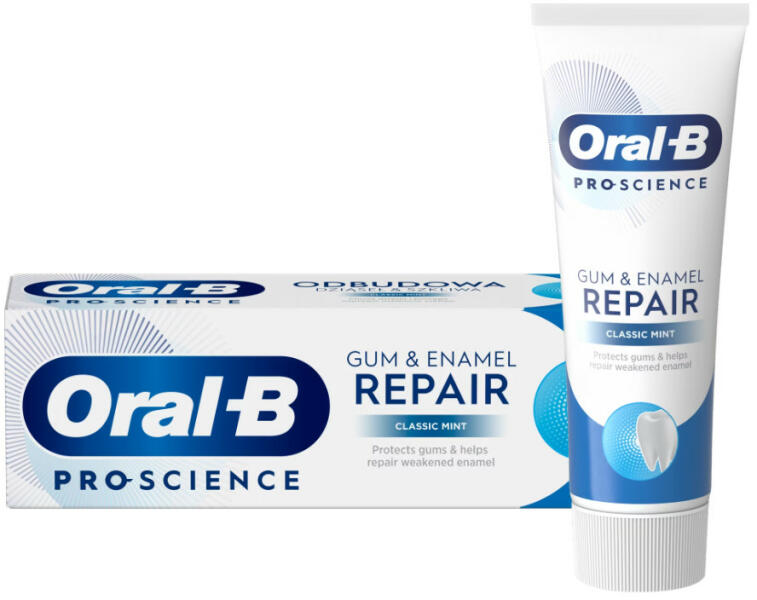 Oral-B
PRO-SCIENCE
ODBUDOWA
DZIĄSEŁ & SZKLIWA
CLASSIC MINT
Oral-B
PRO-SCIENCE
GUM & ENAMEL
REPAIR
CLASSIC MINT
Protects gums & helps
repair weakened enamel
Oral-B
PRO-SCIENCE
GUM & ENAMEL
REPAIR
CLASSIC MINT
Protects gums & helps
repair weakened enamel